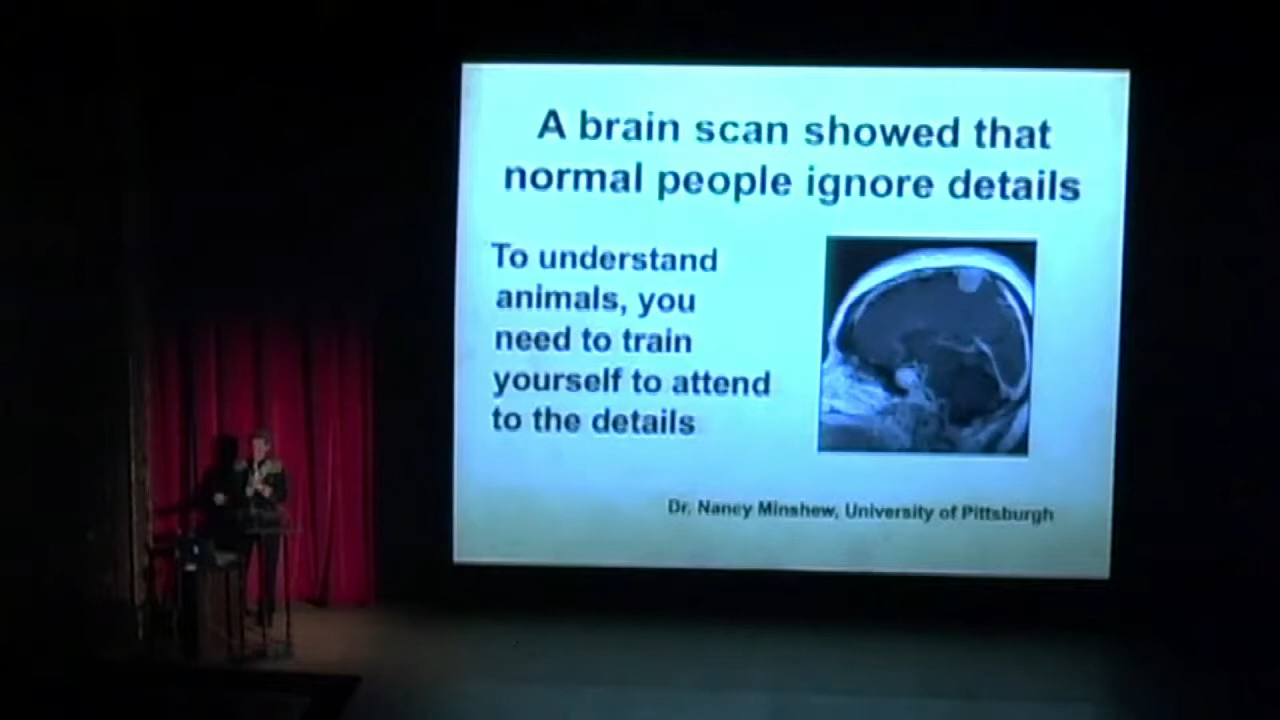 A brain scan showed that
normal people ignore details
To understand
animals, you
need to train
yourself to attend
to the details
Dr. Nancy Minshew, University of Pittsburgh